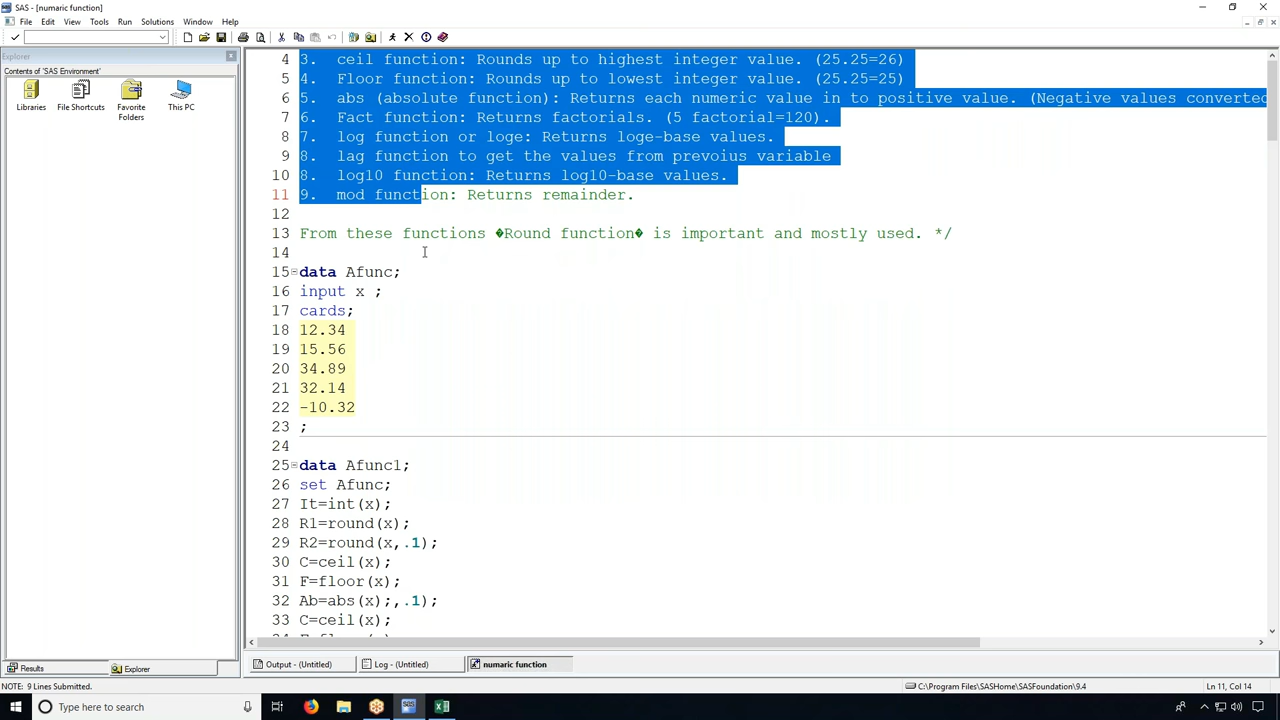 SAS - [numaric function]
File Edit View Tools Run Solutions Window Help
Explorer
Contents of 'SAS Environment'
Libraries File Shortcuts Favorite Folders This PC
4 3.  ceil function: Rounds up to highest integer value. (25.25=26)
5 4.  Floor function: Rounds up to lowest integer value. (25.25=25)
6 5.  abs (absolute function): Returns each numeric value in to positive value. (Negative values converted
7 6.  Fact function: Returns factorials. (5 factorial=120).
8 7.  log function or loge: Returns loge-base values.
9 8.  lag function to get the values from prevoius variable
10 8.  log10 function: Returns log10-base values.
11 9.  mod function: Returns remainder.
12
13 From these functions �Round function� is important and mostly used. */
14
15 data Afunc;
16 input x ;
17 cards;
18 12.34
19 15.56
20 34.89
21 32.14
22 -10.32
23 ;
24
25 data Afunc1;
26 set Afunc;
27 It=int(x);
28 R1=round(x);
29 R2=round(x,.1);
30 C=ceil(x);
31 F=floor(x);
32 Ab=abs(x);,.1);
33 C=ceil(x);
Results Explorer
Output - (Untitled) Log - (Untitled) numaric function
NOTE: 9 Lines Submitted. C:\Program Files\SASHome\SASFoundation\9.4 Ln 11, Col 14
Type here to search